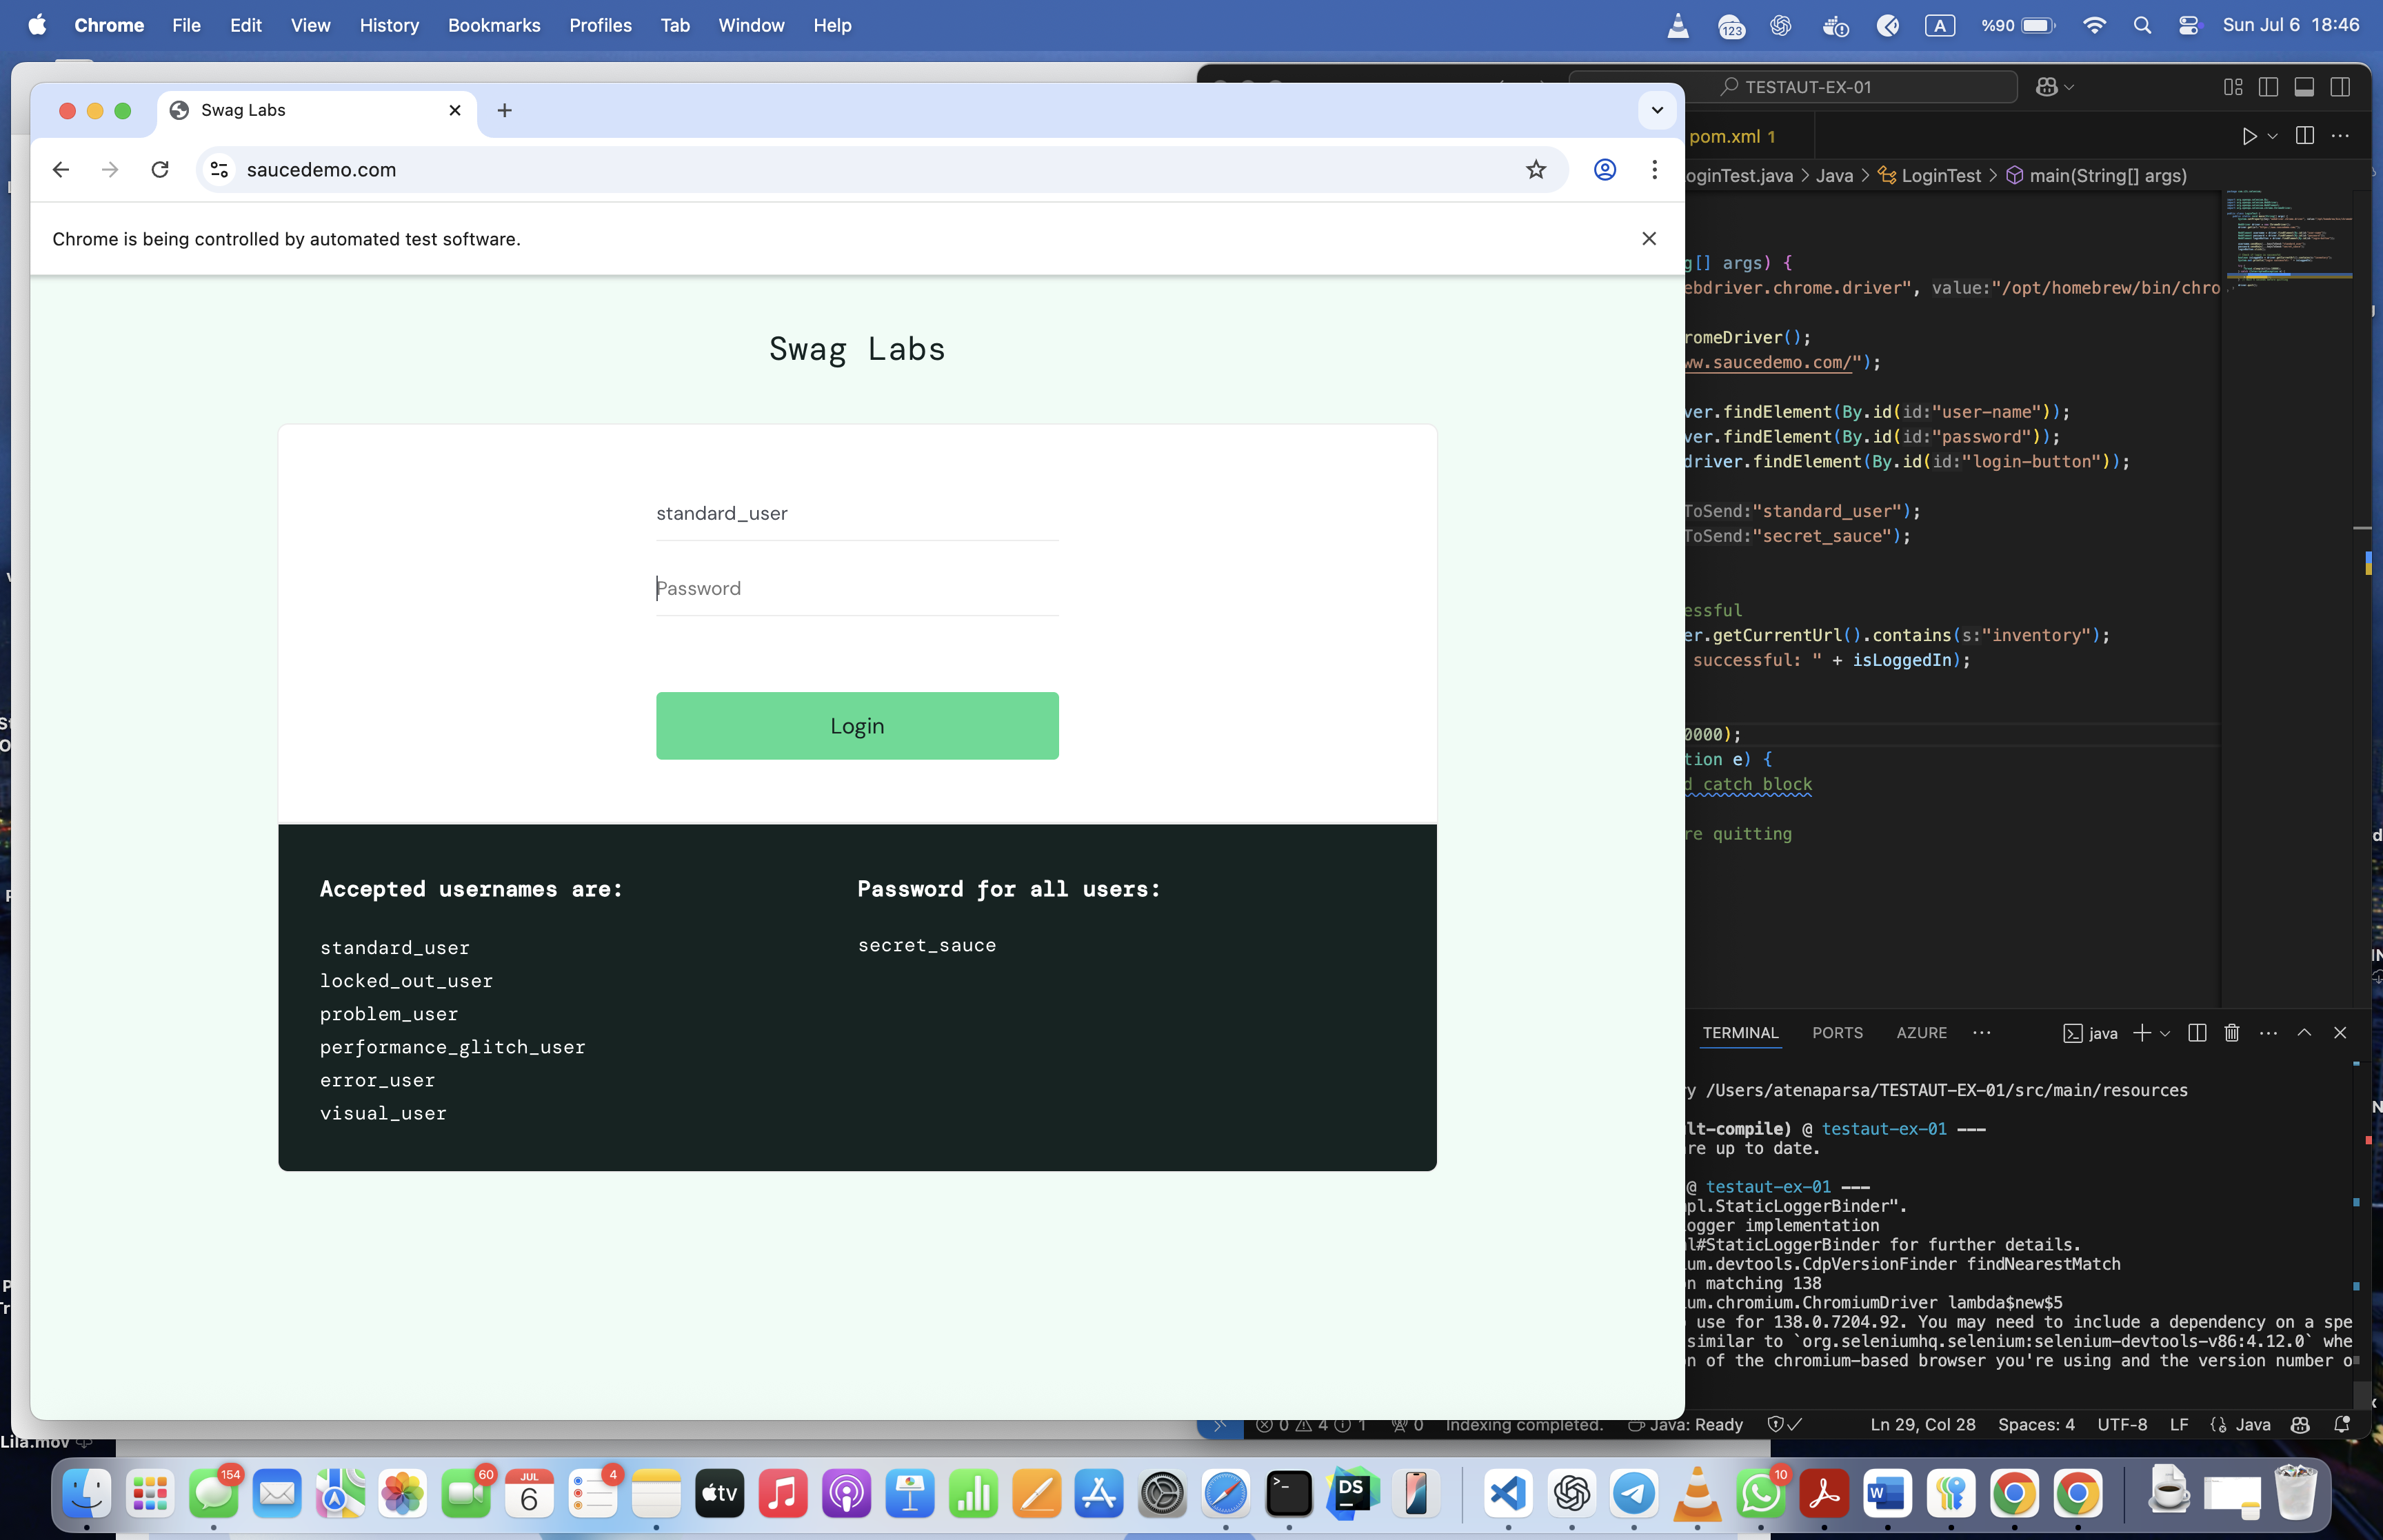 Chrome File Edit View History Bookmarks Profiles Tab Window Help
123 A %90 Sun Jul 6 18:46
Swag Labs
saucedemo.com
Chrome is being controlled by automated test software.
Swag Labs
standard_user
Password
Login
Accepted usernames are:
standard_user
locked_out_user
problem_user
performance_glitch_user
error_user
visual_user
Password for all users:
secret_sauce
TESTAUT-EX-01
pom.xml 1
oginTest.java > Java > LoginTest > main(String[] args)
g[] args) {
ebdriver.chrome.driver", value:"/opt/homebrew/bin/chro
romeDriver();
ww.saucedemo.com/");
ver.findElement(By.id(id:"user-name"));
ver.findElement(By.id(id:"password"));
driver.findElement(By.id(id:"login-button"));
ToSend:"standard_user");
ToSend:"secret_sauce");
essful
er.getCurrentUrl().contains(s:"inventory");
successful: " + isLoggedIn);
0000);
tion e) {
d catch block
re quitting
TERMINAL PORTS AZURE java
ry /Users/atenaparsa/TESTAUT-EX-01/src/main/resources
lt-compile) @ testaut-ex-01 ---
re up to date.
@ testaut-ex-01 ---
mpl.StaticLoggerBinder".
ogger implementation
l#StaticLoggerBinder for further details.
um.devtools.CdpVersionFinder findNearestMatch
n matching 138
um.chromium.ChromiumDriver lambda$new$5
use for 138.0.7204.92. You may need to include a dependency on a spe
similar to `org.seleniumhq.selenium:selenium-devtools-v86:4.12.0` whe
n of the chromium-based browser you're using and the version number o
0 4 1 0 Indexing completed. Java: Ready Ln 29, Col 28 Spaces: 4 UTF-8 LF Java
Lila.mov
154 60 JUL 6 4 tv DS 10 W